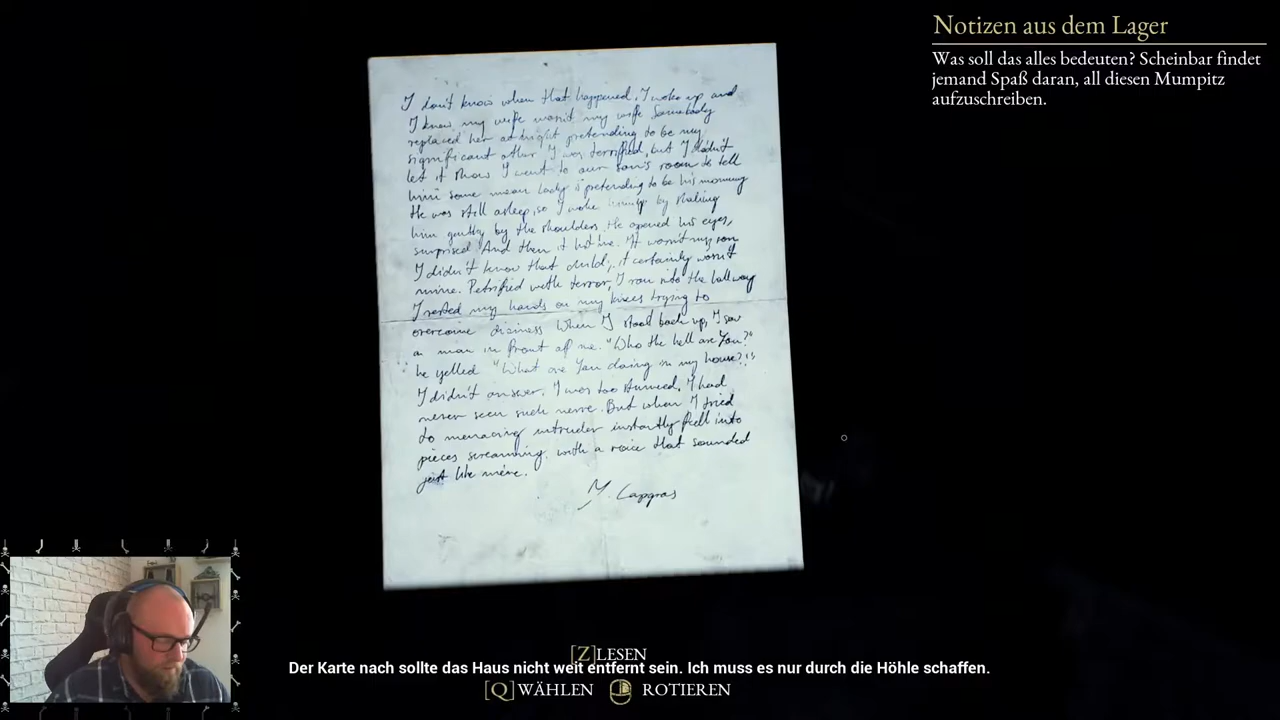 Notizen aus dem Lager
Was soll das alles bedeuten? Scheinbar findet
jemand Spaß daran, all diesen Mumpitz
aufzuschreiben.
I don't know when that happened. I woke up and
I knew my wife wasn't my wife Somebody
replaced her at night pretending to be my
significant other I was terrified, but I didn't
let it show I went to our son's room to tell
him some mean lady is pretending to be his mommy
He was still asleep, so I woke him up by shaking
him gently by the shoulders. He opened his eyes,
surprised And then it hit me. It wasn't my son
I didn't know that child, it certainly wasn't
mine. Petrified with terror, I ran into the hallway
I rested my hands on my knees trying to
overcome diziness When I stood back up, I saw
a man in front of me. "Who the hell are You?"
he yelled "What are You doing in my house?!"
I didn't answer. I was too stunned. I had
never seen such nerve. But when I tried
to menacing intruder instantly fell into
pieces screaming, with a voice that sounded
just like mine.
M. Capgras
[Z]LESEN
Der Karte nach sollte das Haus nicht weit entfernt sein. Ich muss es nur durch die Höhle schaffen.
[Q]WÄHLEN ROTIEREN